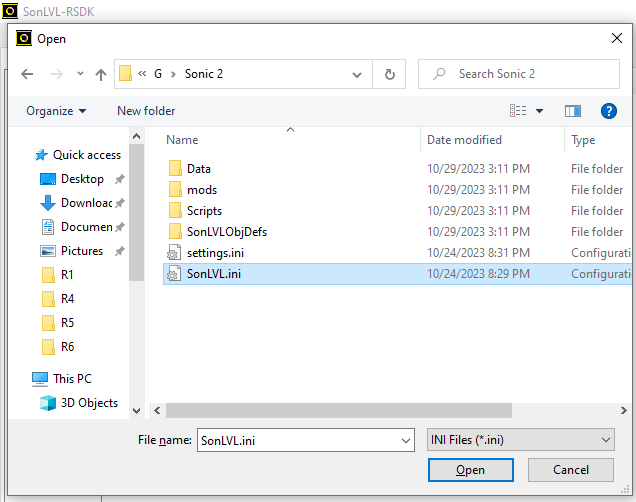 SonLVL-RSDK
Open
« G > Sonic 2
Search Sonic 2
Organize
New folder
?
Name
Date modified
Type
Quick access
Desktop
Downloac
Documen
Pictures
R1
R4
R5
R6
This PC
3D Objects
Data 10/29/2023 3:11 PM File folder
mods 10/29/2023 3:11 PM File folder
Scripts 10/29/2023 3:11 PM File folder
SonLVLObjDefs 10/29/2023 3:11 PM File folder
settings.ini 10/24/2023 8:31 PM Configuratio
SonLVL.ini 10/24/2023 8:29 PM Configuratio
File name: SonLVL.ini
INI Files (*.ini)
Open
Cancel